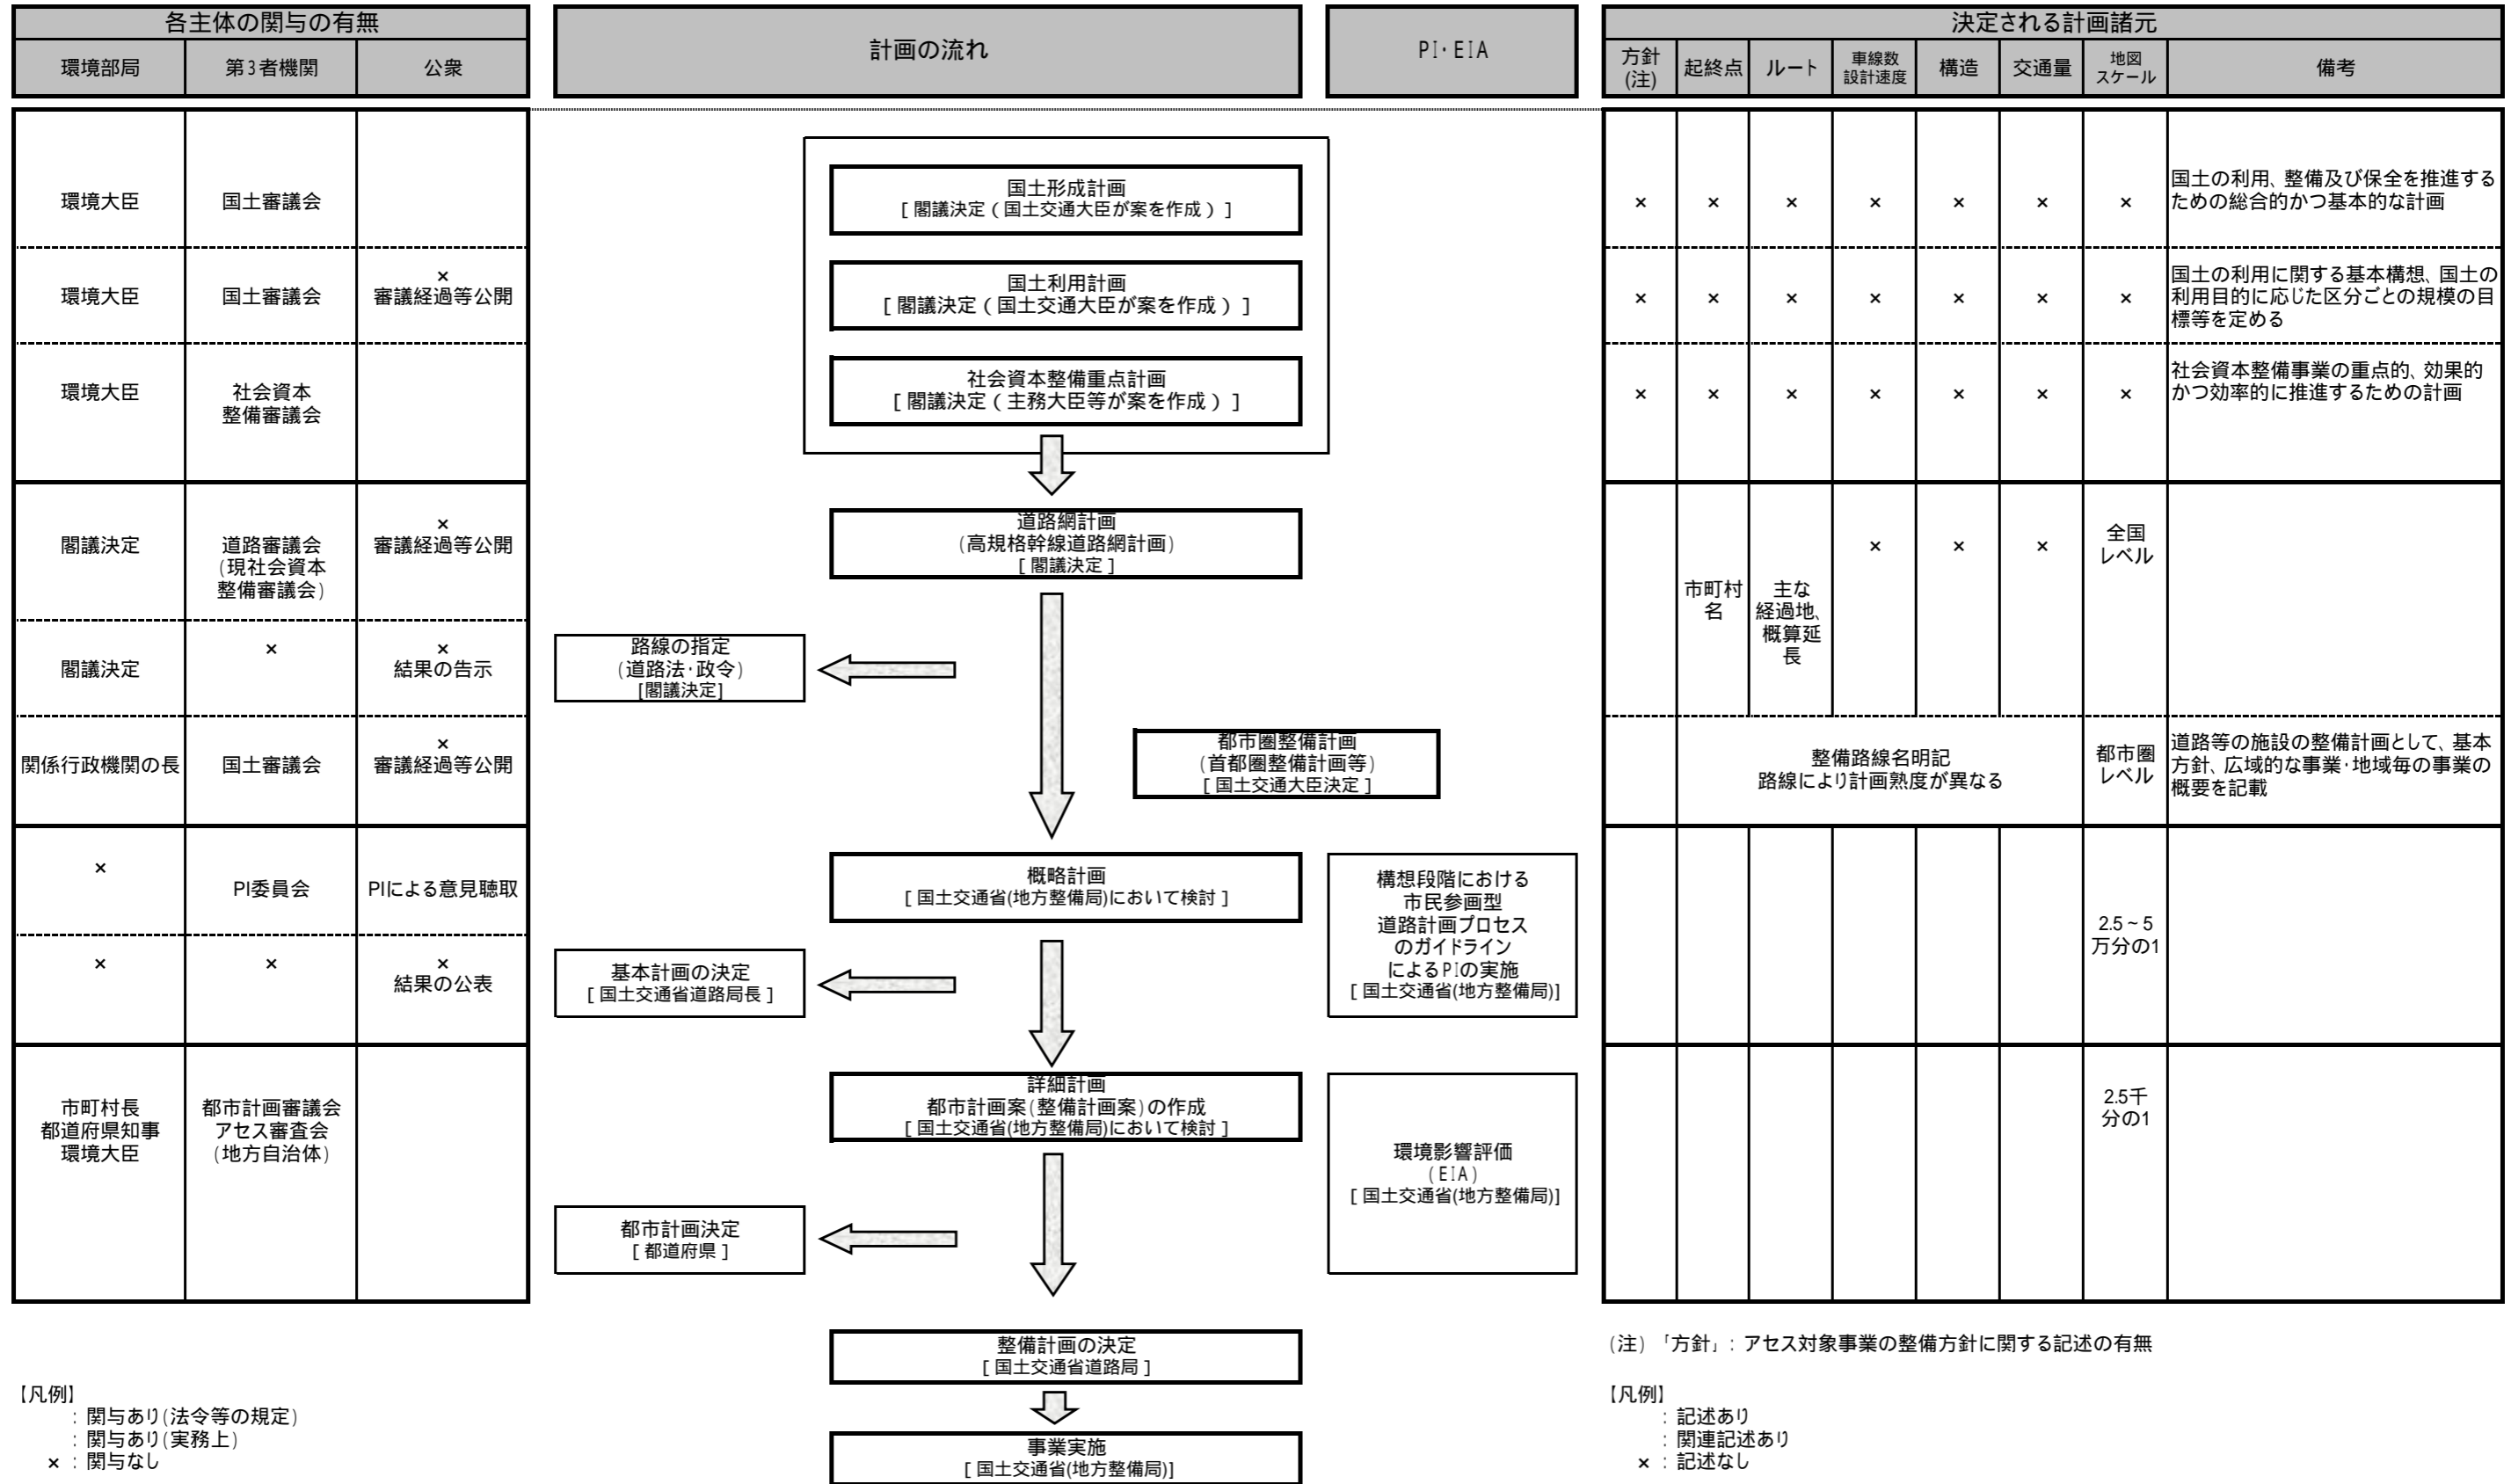 各主体の関与の有無
環境部局
第3者機関
公衆
計画の流れ
PI・EIA
決定される計画諸元
方針
(注)
起終点
ルート
車線数
設計速度
構造
交通量
地図
スケール
備考
環境大臣
国土審議会
国土形成計画
[ 閣議決定 ( 国土交通大臣が案を作成 ) ]
× × × × × × ×
国土の利用、整備及び保全を推進する
ための総合的かつ基本的な計画
環境大臣
国土審議会
×
審議経過等公開
国土利用計画
[ 閣議決定 ( 国土交通大臣が案を作成 ) ]
× × × × × × ×
国土の利用に関する基本構想、国土の
利用目的に応じた区分ごとの規模の目
標等を定める
環境大臣
社会資本
整備審議会
社会資本整備重点計画
[ 閣議決定 ( 主務大臣等が案を作成 ) ]
× × × × × × ×
社会資本整備事業の重点的、効果的
かつ効率的に推進するための計画
閣議決定
道路審議会
(現社会資本
整備審議会)
×
審議経過等公開
道路網計画
(高規格幹線道路網計画)
[ 閣議決定 ]
市町村
名
主な
経過地、
概算延
長
× × ×
全国
レベル
閣議決定
×
×
結果の告示
路線の指定
(道路法・政令)
[閣議決定]
関係行政機関の長
国土審議会
×
審議経過等公開
都市圏整備計画
(首都圏整備計画等)
[ 国土交通大臣決定 ]
整備路線名明記
路線により計画熟度が異なる
都市圏
レベル
道路等の施設の整備計画として、基本
方針、広域的な事業・地域毎の事業の
概要を記載
×
PI委員会
PIによる意見聴取
概略計画
[ 国土交通省(地方整備局)において検討 ]
構想段階における
市民参画型
道路計画プロセス
のガイドライン
によるPIの実施
[ 国土交通省(地方整備局)]
2.5~5
万分の1
×
×
×
結果の公表
基本計画の決定
[ 国土交通省道路局長 ]
市町村長
都道府県知事
環境大臣
都市計画審議会
アセス審査会
(地方自治体)
詳細計画
都市計画案(整備計画案)の作成
[ 国土交通省(地方整備局)において検討 ]
環境影響評価
(EIA)
[ 国土交通省(地方整備局)]
2.5千
分の1
都市計画決定
[ 都道府県 ]
整備計画の決定
[ 国土交通省道路局 ]
事業実施
[ 国土交通省(地方整備局)]
【凡例】
: 関与あり(法令等の規定)
: 関与あり(実務上)
× : 関与なし
(注) 「方針」: アセス対象事業の整備方針に関する記述の有無
【凡例】
: 記述あり
: 関連記述あり
× : 記述なし